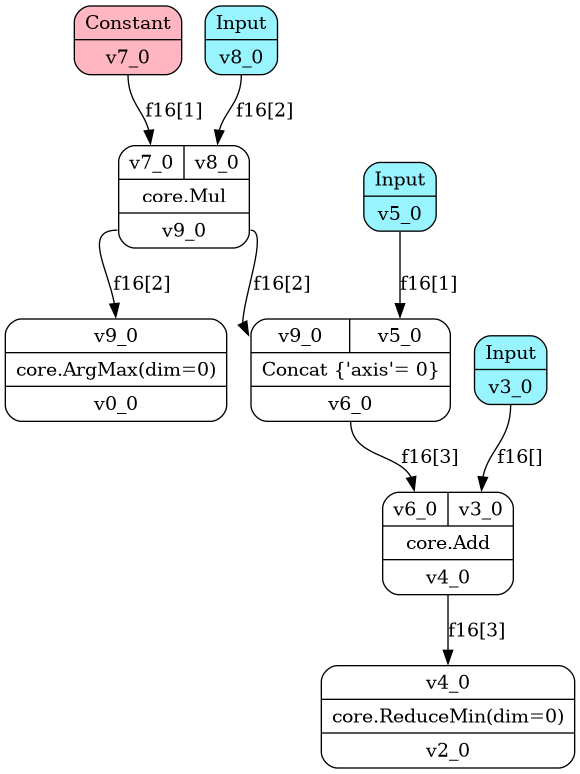 Constant
v7_0
Input
v8_0
f16[1]
f16[2]
v7_0
v8_0
core.Mul
v9_0
Input
v5_0
f16[2]
f16[2]
f16[1]
v9_0
core.ArgMax(dim=0)
v0_0
v9_0
v5_0
Concat {'axis'= 0}
v6_0
Input
v3_0
f16[3]
f16[]
v6_0
v3_0
core.Add
v4_0
f16[3]
v4_0
core.ReduceMin(dim=0)
v2_0